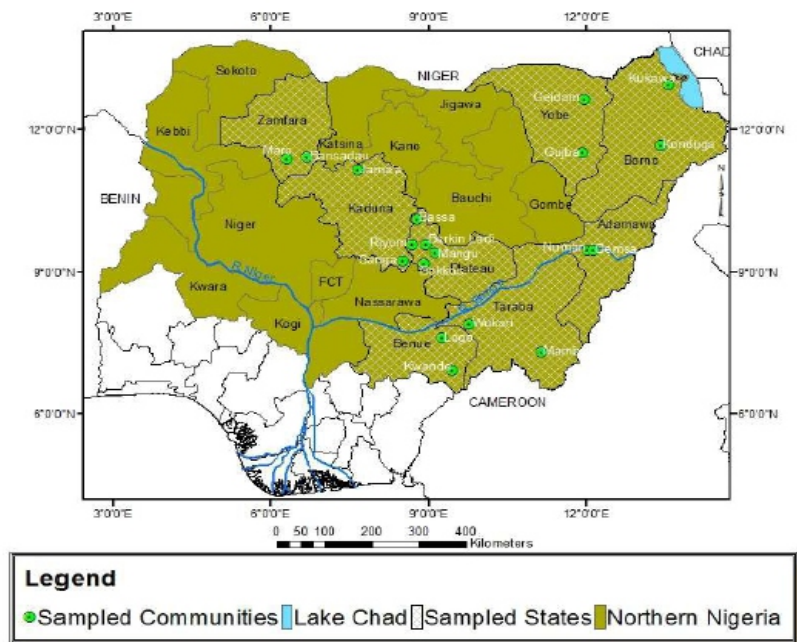 3°0'0"E 6°0'0"E 9°0'0"E 12°0'0"E
CHAD
NIGER
Sokoto
Kukawa
Jigawa
Geidam
Yobe
12°0'0"N
Zamfara
12°0'0"N
Kebbi
Katsina
Kano
Konduga
Maru
Dansadau
Gujba
Borno
N
BENIN
Kaduna
Bauchi
Gombe
Adamawa
Niger
Bassa
Riyom
Barkin Ladi
Mangu
Numan
Demsa
9°0'0"N
Sanga
Plateau
9°0'0"N
R.Niger
FCT
Kwara
Nassarawa
Taraba
Wukari
Kogi
Benue
Logo
Kwande
CAMEROON
6°0'0"N
6°0'0"N
3°0'0"E 6°0'0"E 9°0'0"E 12°0'0"E
0 50 100 200 300 400
Kilometers
Legend
Sampled Communities Lake Chad Sampled States Northern Nigeria